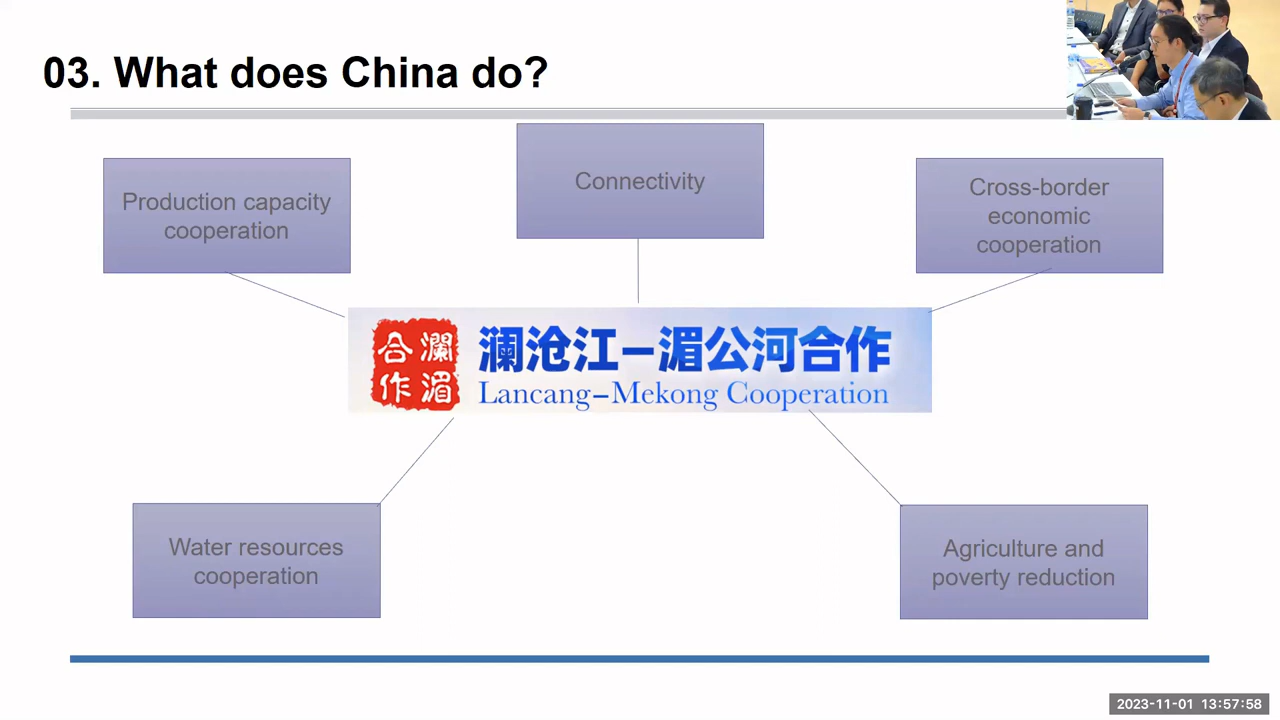 03. What does China do?
Production capacity
cooperation
Connectivity
Cross-border
economic
cooperation
合澜
作湄
澜沧江—湄公河合作
Lancang–Mekong Cooperation
Water resources
cooperation
Agriculture and
poverty reduction
2023-11-01 13:57:58